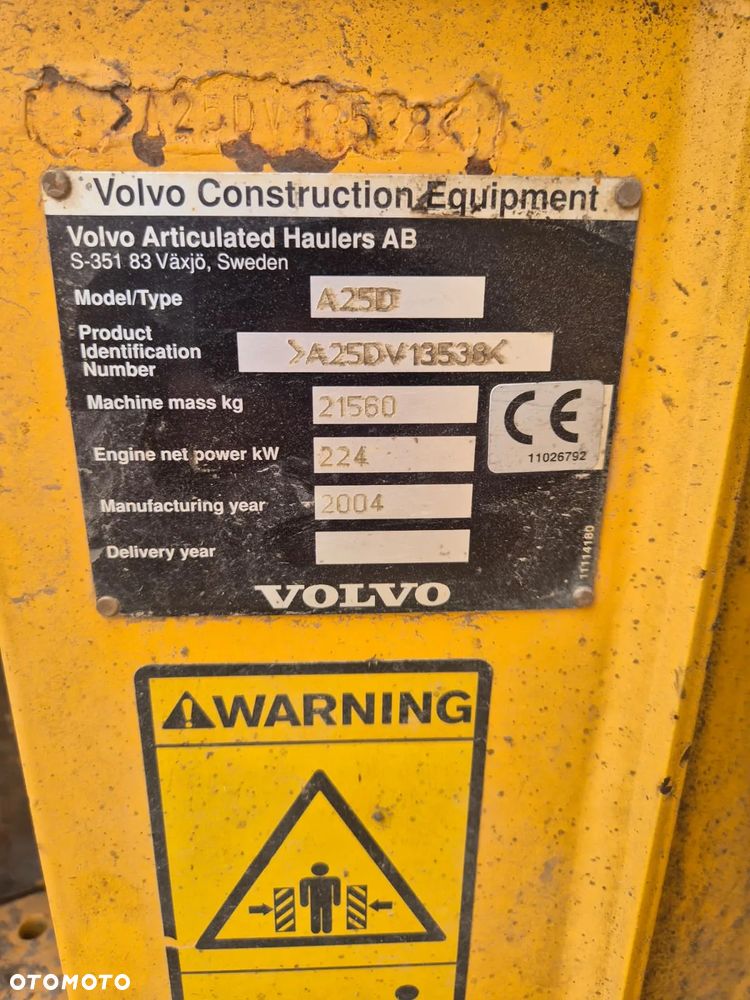 >A25DV13538<
Volvo Construction Equipment
Volvo Articulated Haulers AB
S-351 83 Växjö, Sweden
Model/Type A25D
Product Identification Number >A25DV13538<
Machine mass kg 21560
CE
11026792
Engine net power kW 224
Manufacturing year 2004
Delivery year
11114180
VOLVO
WARNING
OTOMOTO